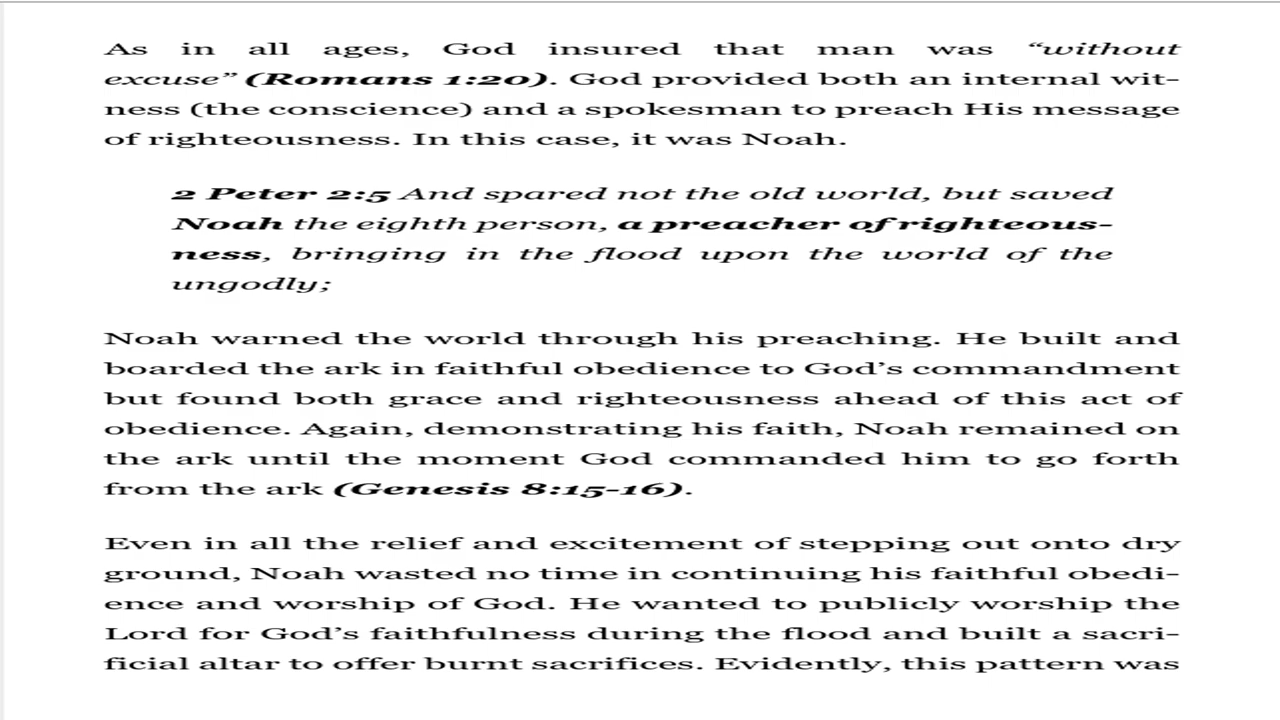 As in all ages, God insured that man was “without
excuse” (Romans 1:20). God provided both an internal wit-
ness (the conscience) and a spokesman to preach His message
of righteousness. In this case, it was Noah.
2 Peter 2:5 And spared not the old world, but saved
Noah the eighth person, a preacher of righteous-
ness, bringing in the flood upon the world of the
ungodly;
Noah warned the world through his preaching. He built and
boarded the ark in faithful obedience to God’s commandment
but found both grace and righteousness ahead of this act of
obedience. Again, demonstrating his faith, Noah remained on
the ark until the moment God commanded him to go forth
from the ark (Genesis 8:15-16).
Even in all the relief and excitement of stepping out onto dry
ground, Noah wasted no time in continuing his faithful obedi-
ence and worship of God. He wanted to publicly worship the
Lord for God’s faithfulness during the flood and built a sacri-
ficial altar to offer burnt sacrifices. Evidently, this pattern was